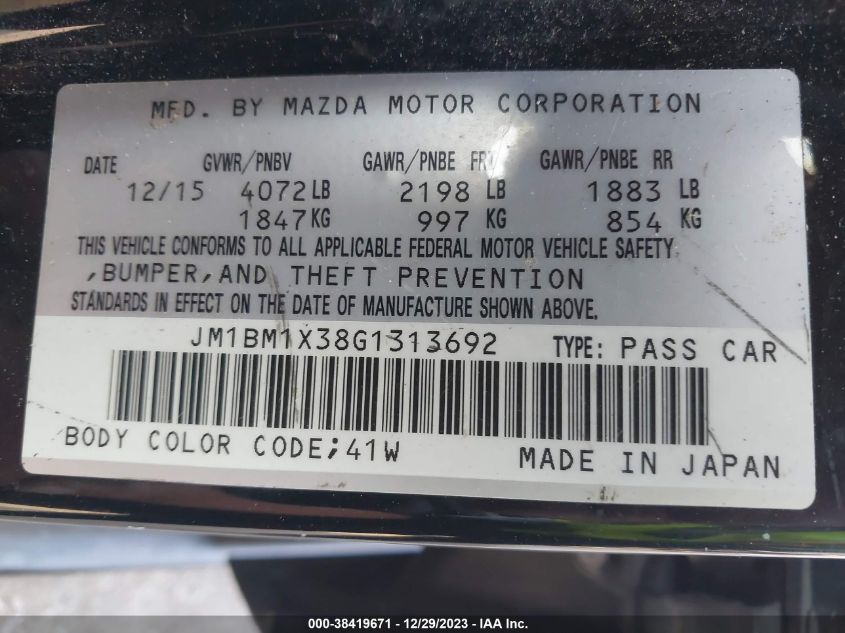 MFD. BY MAZDA MOTOR CORPORATION
DATE GVWR/PNBV GAWR/PNBE FRT GAWR/PNBE RR
12/15 4072 LB 2198 LB 1883 LB
1847 KG 997 KG 854 KG
THIS VEHICLE CONFORMS TO ALL APPLICABLE FEDERAL MOTOR VEHICLE SAFETY
,BUMPER,AND THEFT PREVENTION
STANDARDS IN EFFECT ON THE DATE OF MANUFACTURE SHOWN ABOVE.
JM1BM1X38G1313692 TYPE: PASS CAR
BODY COLOR CODE;41W MADE IN JAPAN
000-38419671 - 12/29/2023 - IAA Inc.